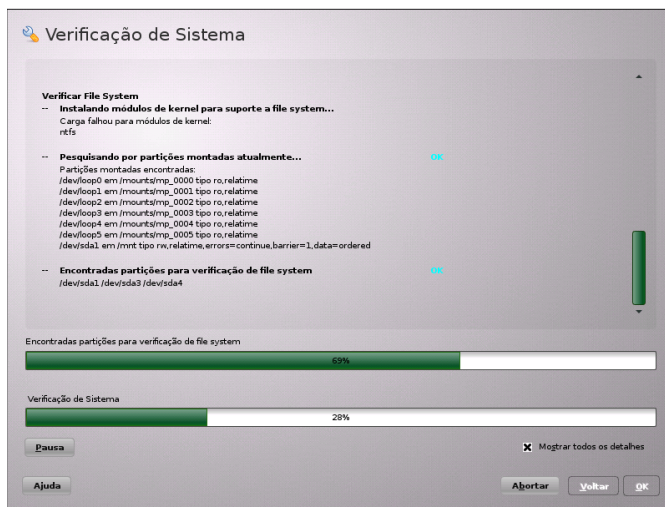 Verificação de Sistema
Verificar File System
-- Instalando módulos de kernel para suporte a file system...
Carga falhou para módulos de kernel:
ntfs
-- Pesquisando por partições montadas atualmente... OK
Partições montadas encontradas:
/dev/loop0 em /mounts/mp_0000 tipo ro,relatime
/dev/loop1 em /mounts/mp_0001 tipo ro,relatime
/dev/loop2 em /mounts/mp_0002 tipo ro,relatime
/dev/loop3 em /mounts/mp_0003 tipo ro,relatime
/dev/loop4 em /mounts/mp_0004 tipo ro,relatime
/dev/loop5 em /mounts/mp_0005 tipo ro,relatime
/dev/sda1 em /mnt tipo rw,relatime,errors=continue,barrier=1,data=ordered
-- Encontradas partições para verificação de file system OK
/dev/sda1 /dev/sda3 /dev/sda4
Encontradas partições para verificação de file system
69%
Verificação de Sistema
28%
Pausa
Mostrar todos os detalhes
Ajuda
Abortar
Voltar
OK